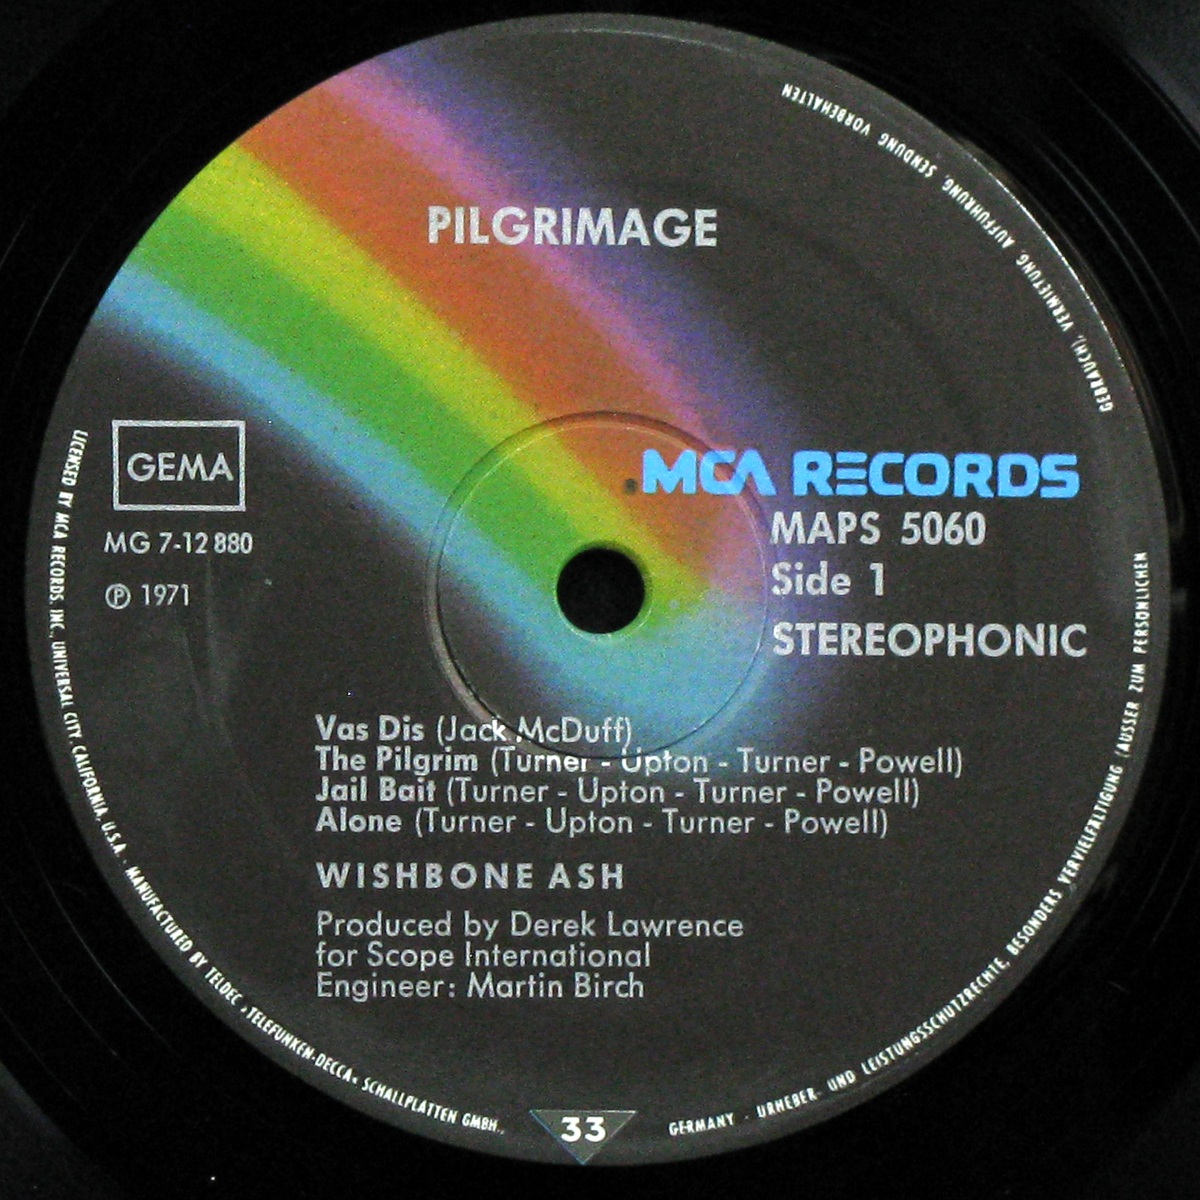 PILGRIMAGE
MCA RECORDS
MAPS 5060
Side 1
STEREOPHONIC
GEMA
MG 7-12 880
℗ 1971
Vas Dis (Jack McDuff)
The Pilgrim (Turner - Upton - Turner - Powell)
Jail Bait (Turner - Upton - Turner - Powell)
Alone (Turner - Upton - Turner - Powell)
WISHBONE ASH
Produced by Derek Lawrence
for Scope International
Engineer: Martin Birch
33
LICENSED BY MCA RECORDS, INC., UNIVERSAL CITY, CALIFORNIA, U.S.A. · MANUFACTURED BY TELDEC »TELEFUNKEN-DECCA« SCHALLPLATTEN GMBH.,
GERMANY · URHEBER- UND LEISTUNGSSCHUTZRECHTE, BESONDERS VERVIELFÄLTIGUNG (AUSSER ZUM PERSÖNLICHEN
GEBRAUCH), VERMIETUNG, AUFFÜHRUNG, SENDUNG VORBEHALTEN